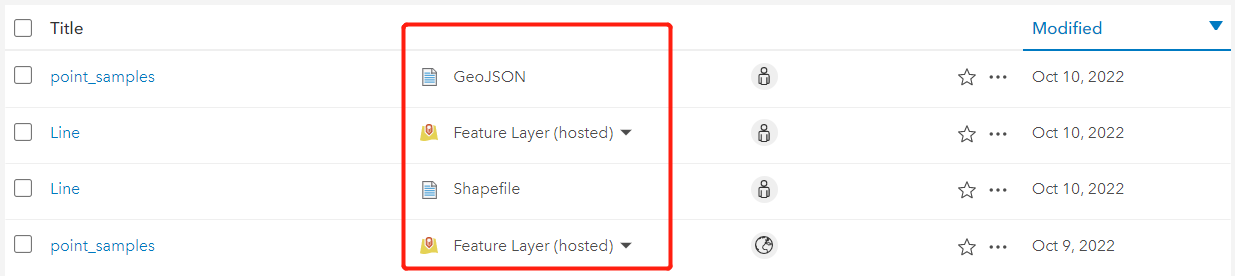 Title Modified
point_samples GeoJSON Oct 10, 2022
Line Feature Layer (hosted) Oct 10, 2022
Line Shapefile Oct 10, 2022
point_samples Feature Layer (hosted) Oct 9, 2022